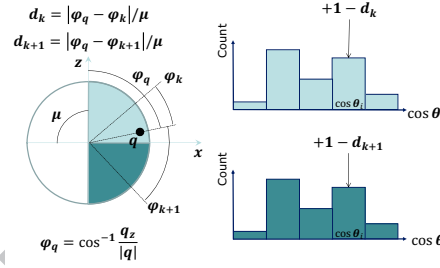 d_k = |φ_q − φ_k|/μ
d_{k+1} = |φ_q − φ_{k+1}|/μ
z
φ_q
φ_k
μ
q
x
φ_{k+1}
φ_q = cos⁻¹ q_z/|q|
+1 − d_k
Count
cos θ_i
cos θ
+1 − d_{k+1}
Count
cos θ_i
cos θ